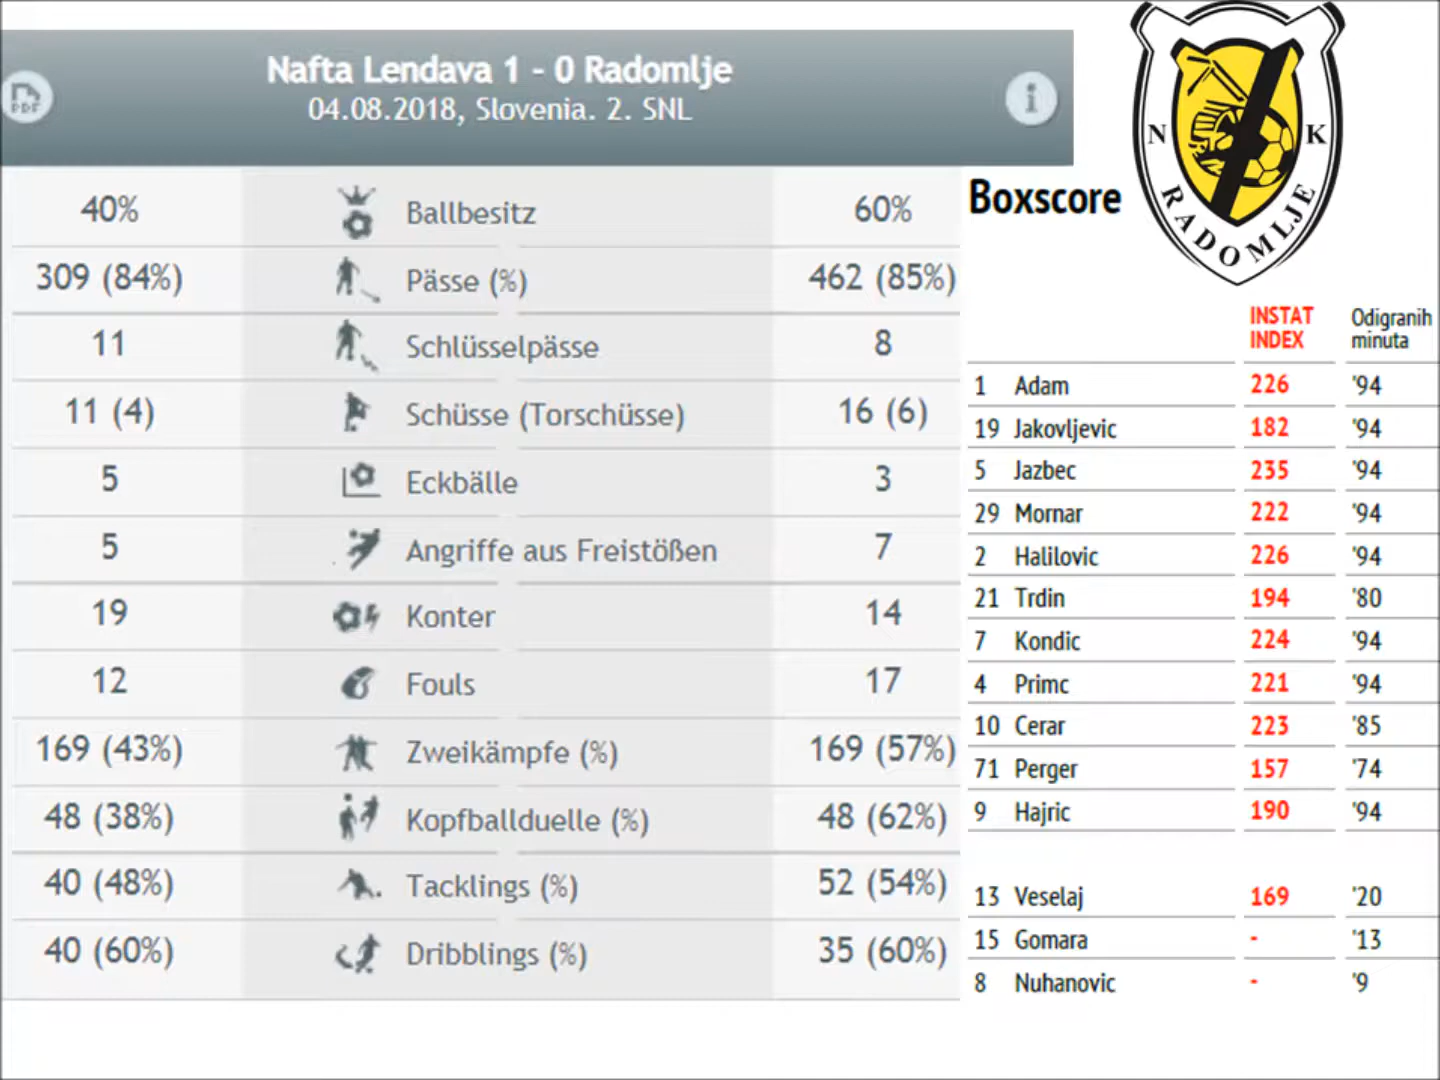 Nafta Lendava 1 - 0 Radomlje
04.08.2018, Slovenia. 2. SNL
PDF
i
40% Ballbesitz 60%
309 (84%) Pässe (%) 462 (85%)
11 Schlüsselpässe 8
11 (4) Schüsse (Torschüsse) 16 (6)
5 Eckbälle 3
5 Angriffe aus Freistößen 7
19 Konter 14
12 Fouls 17
169 (43%) Zweikämpfe (%) 169 (57%)
48 (38%) Kopfballduelle (%) 48 (62%)
40 (48%) Tacklings (%) 52 (54%)
40 (60%) Dribblings (%) 35 (60%)
N K
RADOMLJE
Boxscore
INSTAT INDEX Odigranih minuta
1 Adam 226 '94
19 Jakovljevic 182 '94
5 Jazbec 235 '94
29 Mornar 222 '94
2 Halilovic 226 '94
21 Trdin 194 '80
7 Kondic 224 '94
4 Primc 221 '94
10 Cerar 223 '85
71 Perger 157 '74
9 Hajric 190 '94
13 Veselaj 169 '20
15 Gomara - '13
8 Nuhanovic - '9